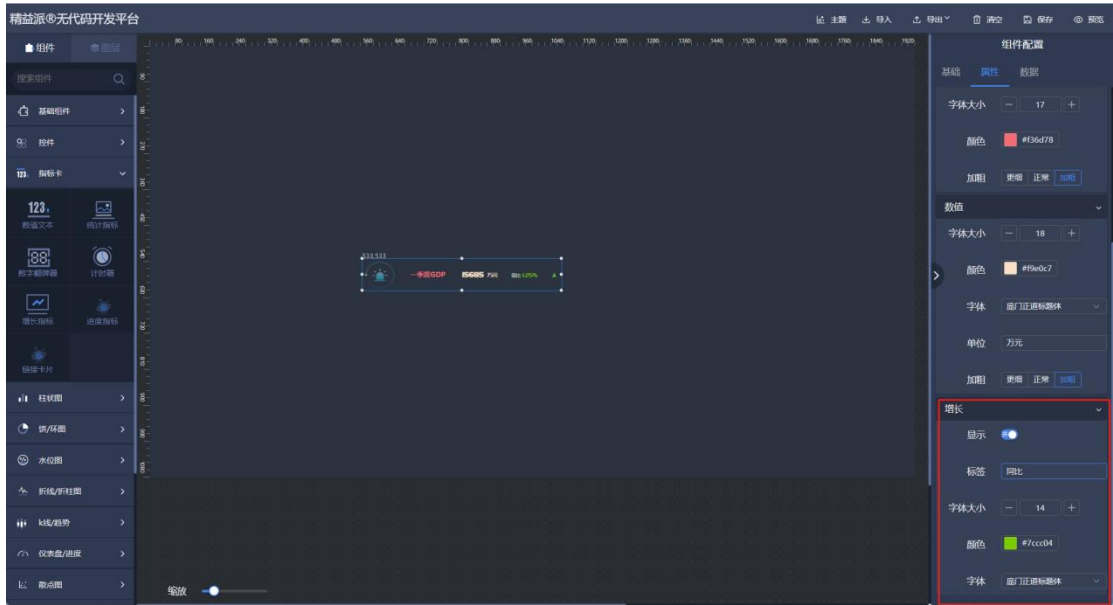 精益派®无代码开发平台
主题 导入 导出 清空 保存 预览
组件 图层
搜索组件
基础组件
控件
指标卡
数值文本 统计指标
数字翻牌器 计时器
增长指标 进度指标
链接卡片
柱状图
饼/环图
水位图
折线/折柱图
k线/趋势
仪表盘/进度
散点图
533,533
一季度GDP 15685 万元 同比+25%
缩放
组件配置
基础 属性 数据
字体大小 17
颜色 #f36d78
加粗 更细 正常 加粗
数值
字体大小 18
颜色 #f9e0c7
字体 庞门正道标题体
单位 万元
加粗 更细 正常 加粗
增长
显示 开
标签 同比
字体大小 14
颜色 #7ccc04
字体 庞门正道标题体